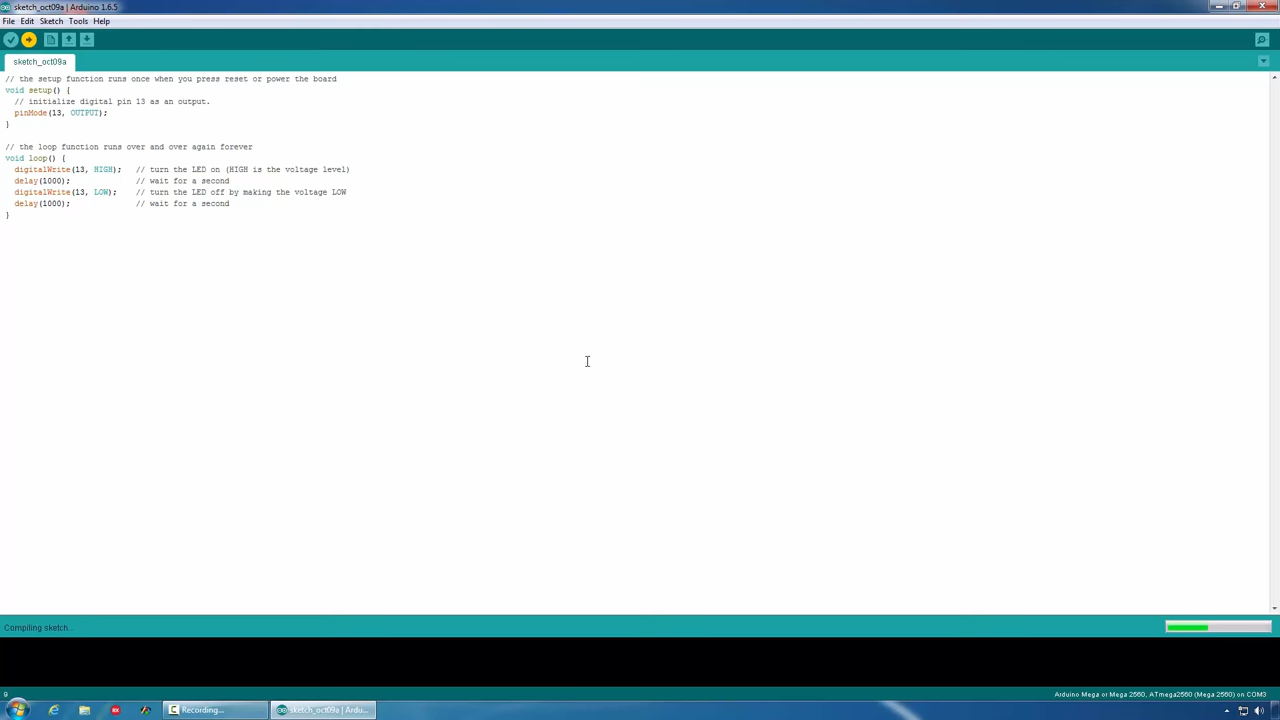 sketch_oct09a | Arduino 1.6.5
File Edit Sketch Tools Help
sketch_oct09a
// the setup function runs once when you press reset or power the board
void setup() {
  // initialize digital pin 13 as an output.
  pinMode(13, OUTPUT);
}
// the loop function runs over and over again forever
void loop() {
  digitalWrite(13, HIGH);   // turn the LED on (HIGH is the voltage level)
  delay(1000);              // wait for a second
  digitalWrite(13, LOW);    // turn the LED off by making the voltage LOW
  delay(1000);              // wait for a second
}
Compiling sketch...
9 Arduino Mega or Mega 2560, ATmega2560 (Mega 2560) on COM3
Recording... sketch_oct09a | Ardu...